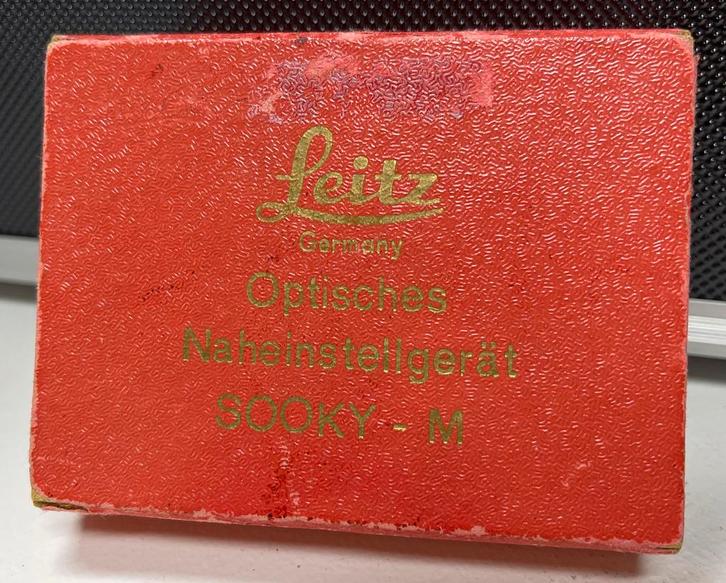 Leitz
Germany
Optisches
Naheinstellgerät
SOOKY - M